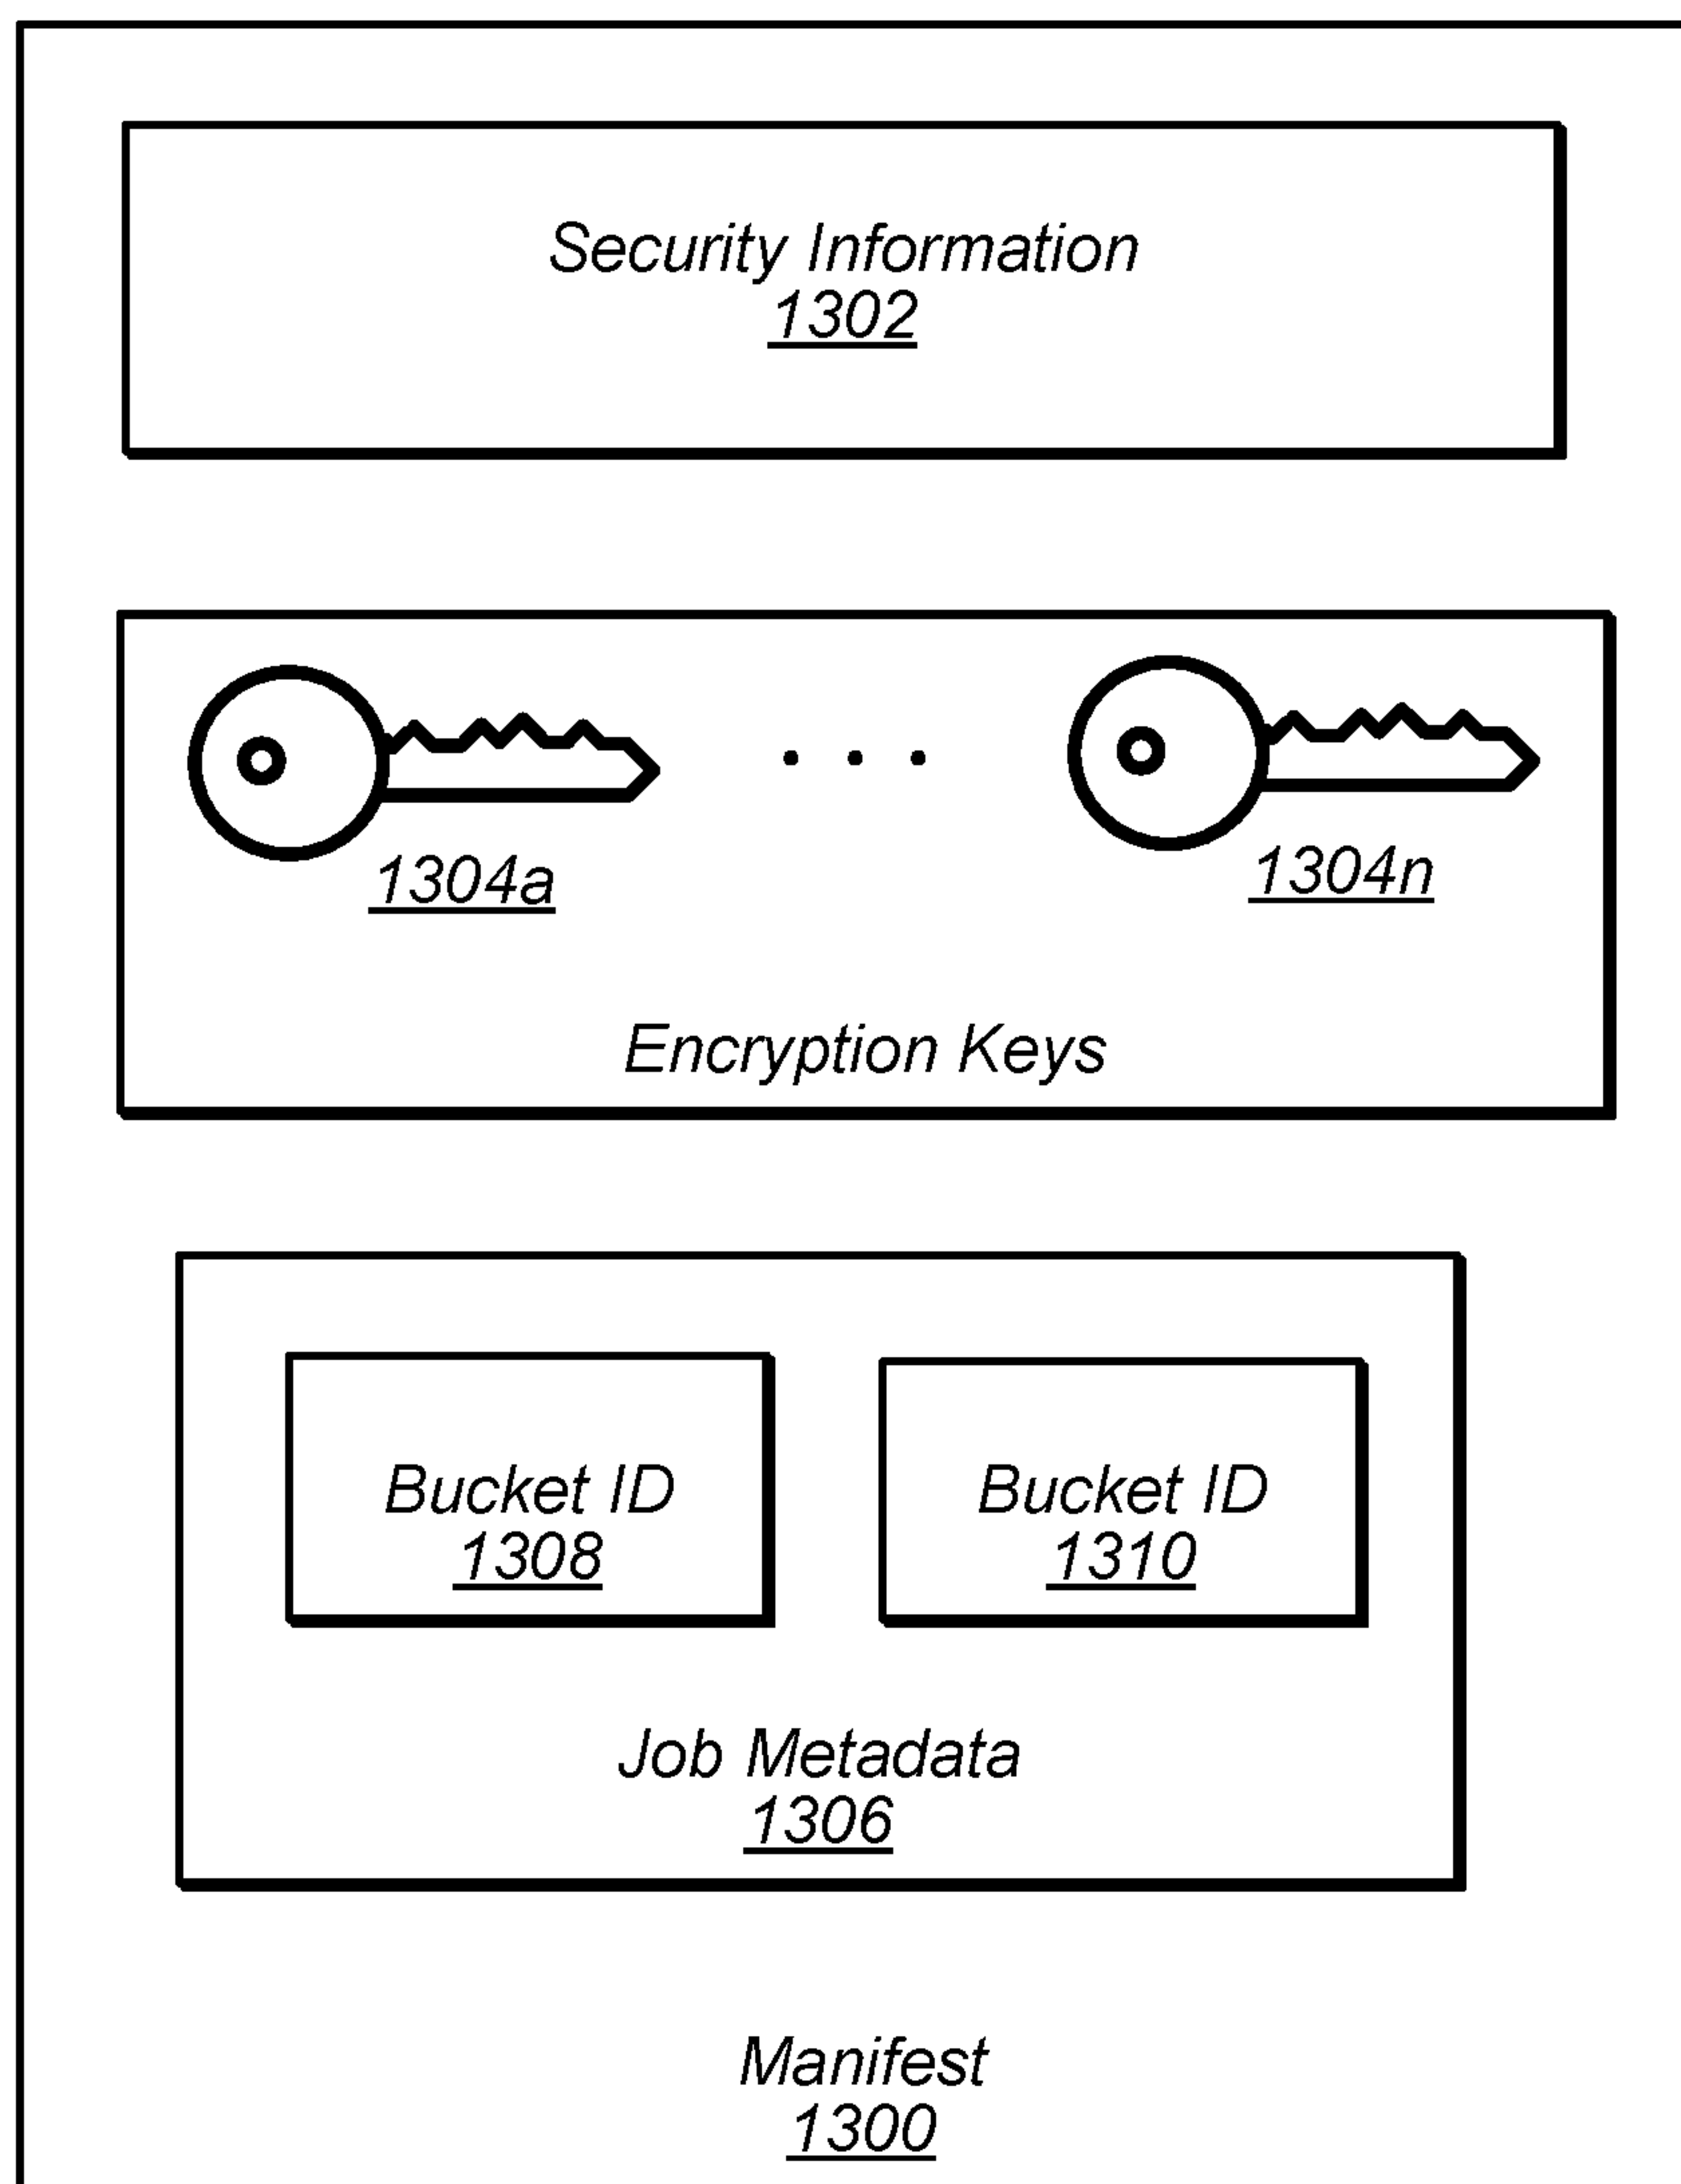 Security Information
1302
. . .
1304a
1304n
Encryption Keys
Bucket ID
1308
Bucket ID
1310
Job Metadata
1306
Manifest
1300